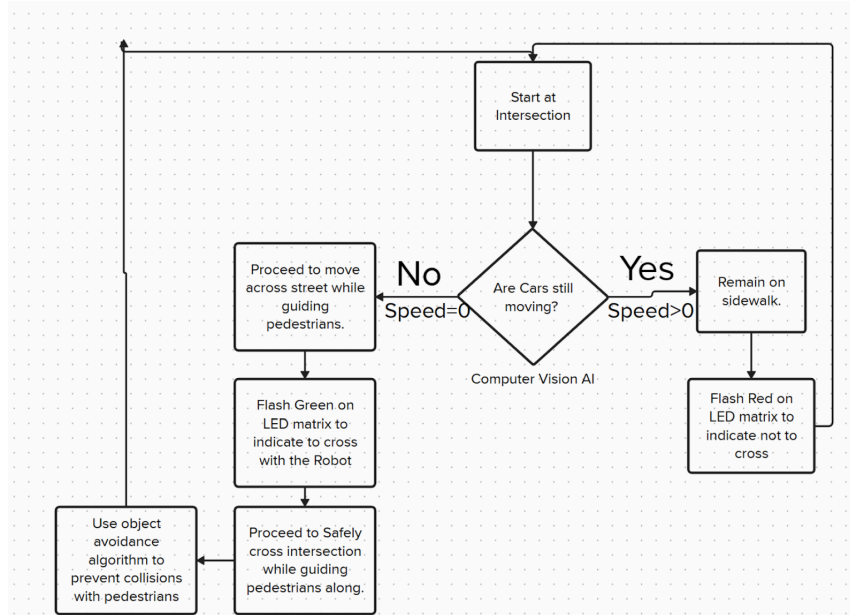 Start at
Intersection
Are Cars still
moving?
Computer Vision AI
No
Speed=0
Yes
Speed>0
Proceed to move
across street while
guiding
pedestrians.
Flash Green on
LED matrix to
indicate to cross
with the Robot
Proceed to Safely
cross intersection
while guiding
pedestrians along.
Use object
avoidance
algorithm to
prevent collisions
with pedestrians
Remain on
sidewalk.
Flash Red on
LED matrix to
indicate not to
cross